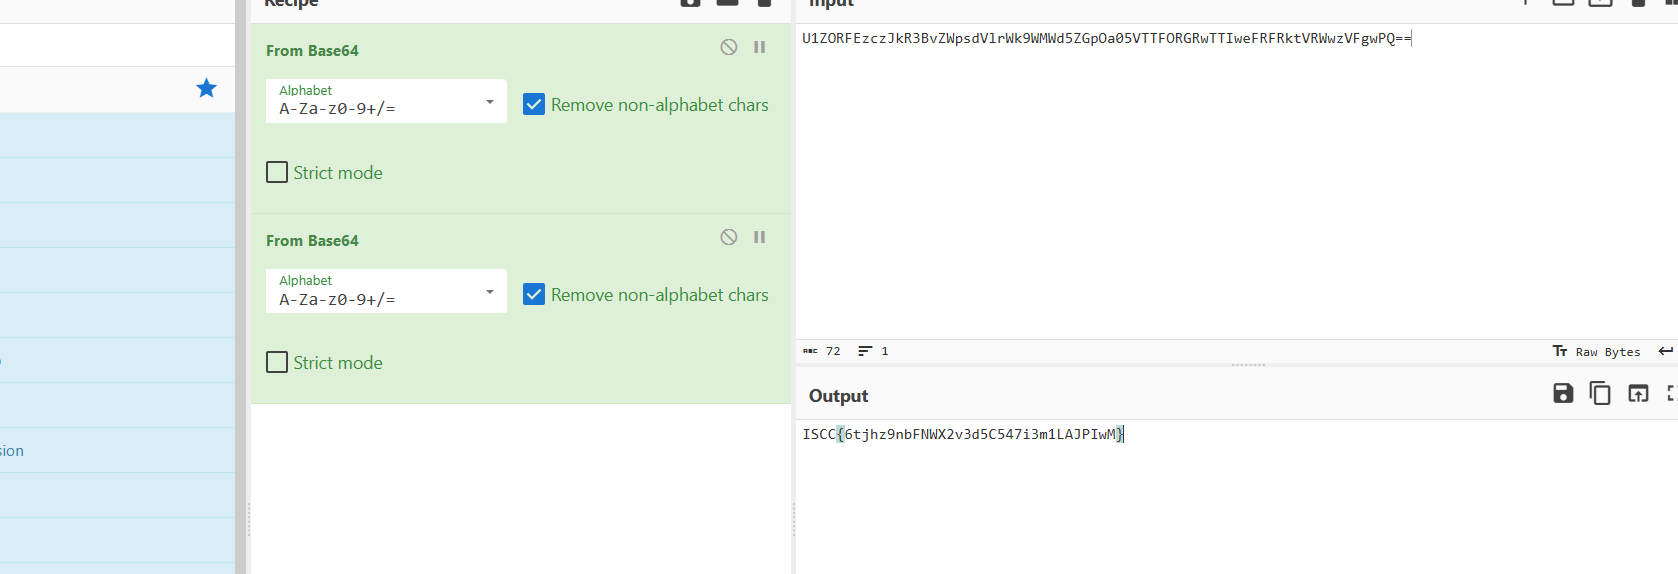 Recipe
From Base64
Alphabet
A-Za-z0-9+/=
Remove non-alphabet chars
Strict mode
From Base64
Alphabet
A-Za-z0-9+/=
Remove non-alphabet chars
Strict mode
sion
Input
U1ZORFEzczJkR3BvZWpsdVlrWk9WMWd5ZGpOa05VTTFORGRwTTIweFRFRktVRWwzVFgwPQ==
72
1
Raw Bytes
Output
ISCC{6tjhz9nbFNWX2v3d5C547i3m1LAJPIwM}